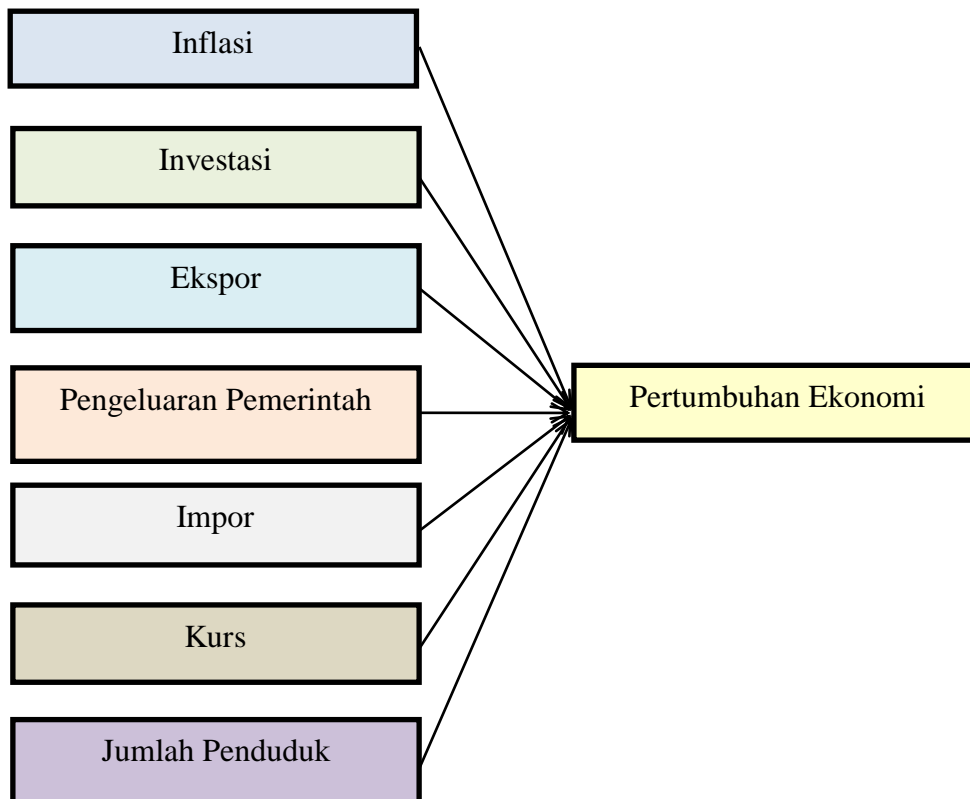 Inflasi
Investasi
Ekspor
Pengeluaran Pemerintah
Impor
Kurs
Jumlah Penduduk
Pertumbuhan Ekonomi